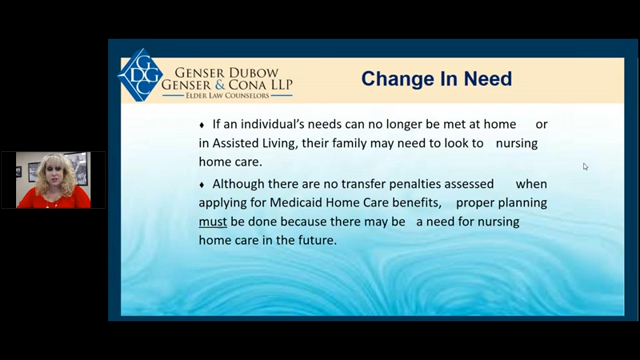 GENSER DUBOW
GENSER & CONA LLP
ELDER LAW COUNSELORS
GDGC
Change In Need
♦ If an individual's needs can no longer be met at home or
in Assisted Living, their family may need to look to nursing
home care.
♦ Although there are no transfer penalties assessed when
applying for Medicaid Home Care benefits, proper planning
must be done because there may be a need for nursing
home care in the future.